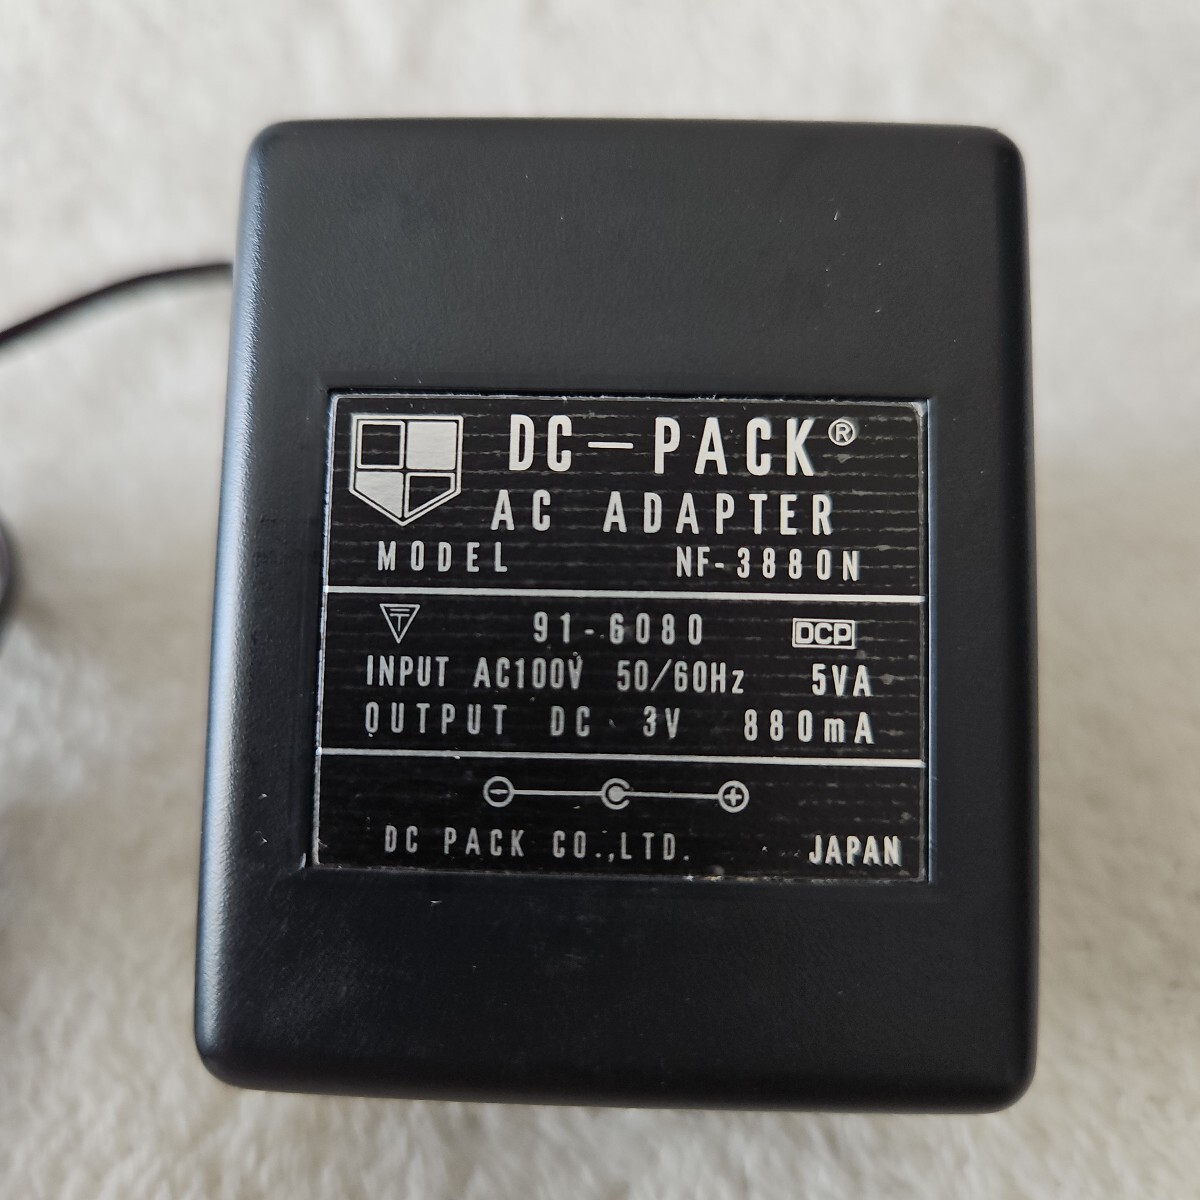 DC-PACK®
AC ADAPTER
MODEL NF-3880N
T 91-6080 DCP
INPUT AC100V 50/60Hz 5VA
OUTPUT DC 3V 880mA
DC PACK CO.,LTD. JAPAN